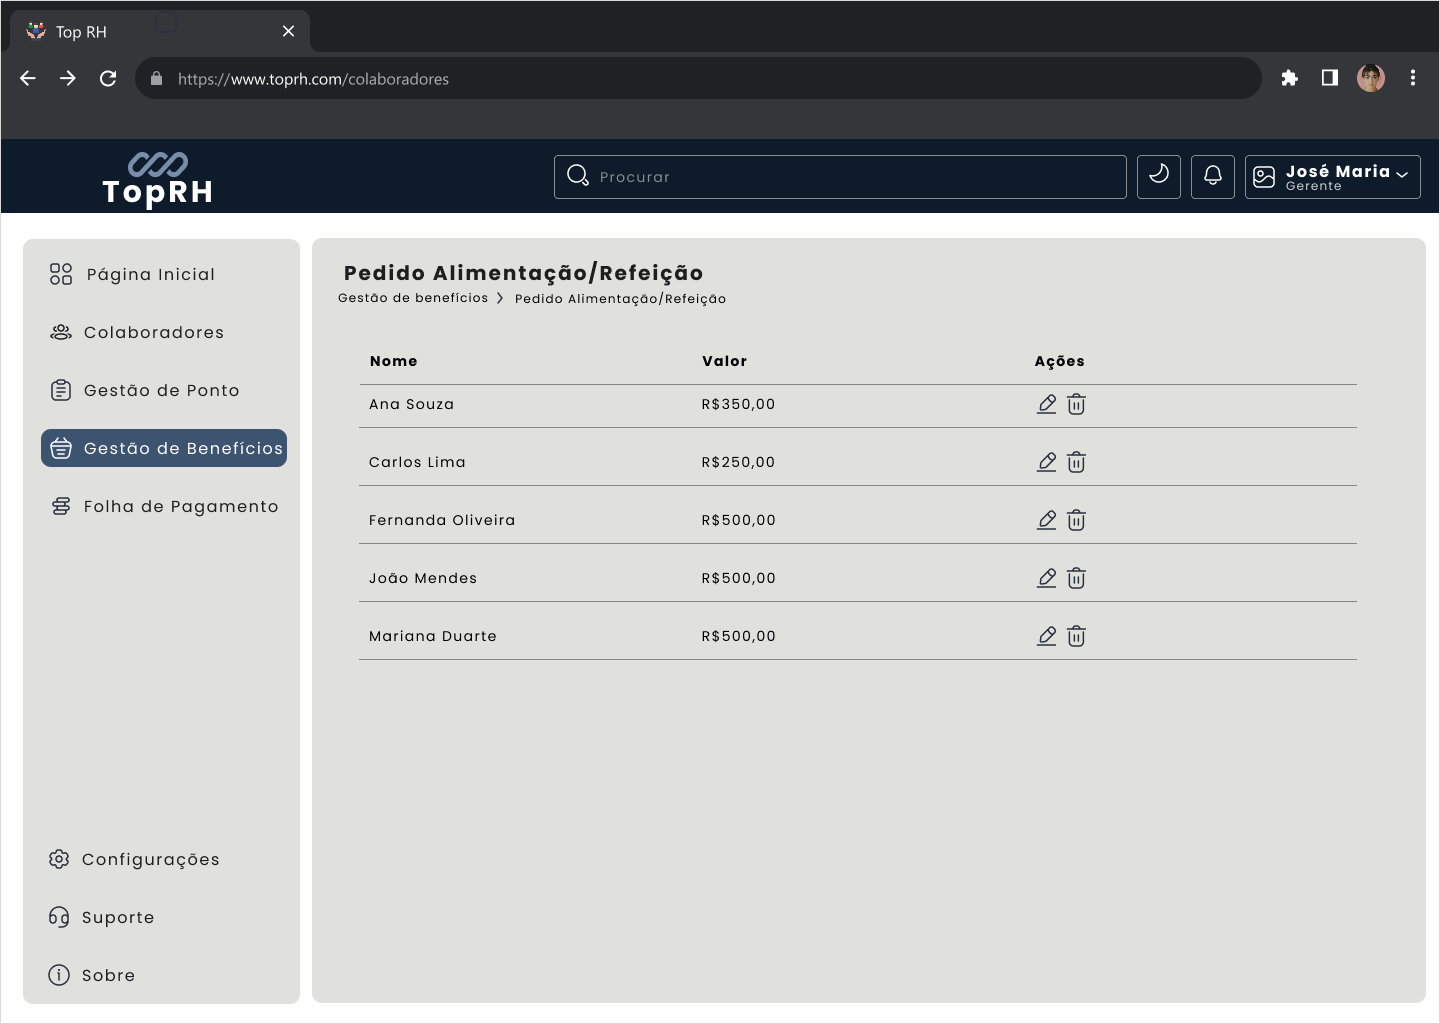 Top RH
https://www.toprh.com/colaboradores
TopRH
Procurar
José Maria
Gerente
Página Inicial
Colaboradores
Gestão de Ponto
Gestão de Benefícios
Folha de Pagamento
Configurações
Suporte
Sobre
Pedido Alimentação/Refeição
Gestão de benefícios > Pedido Alimentação/Refeição
Nome Valor Ações
Ana Souza R$350,00
Carlos Lima R$250,00
Fernanda Oliveira R$500,00
João Mendes R$500,00
Mariana Duarte R$500,00